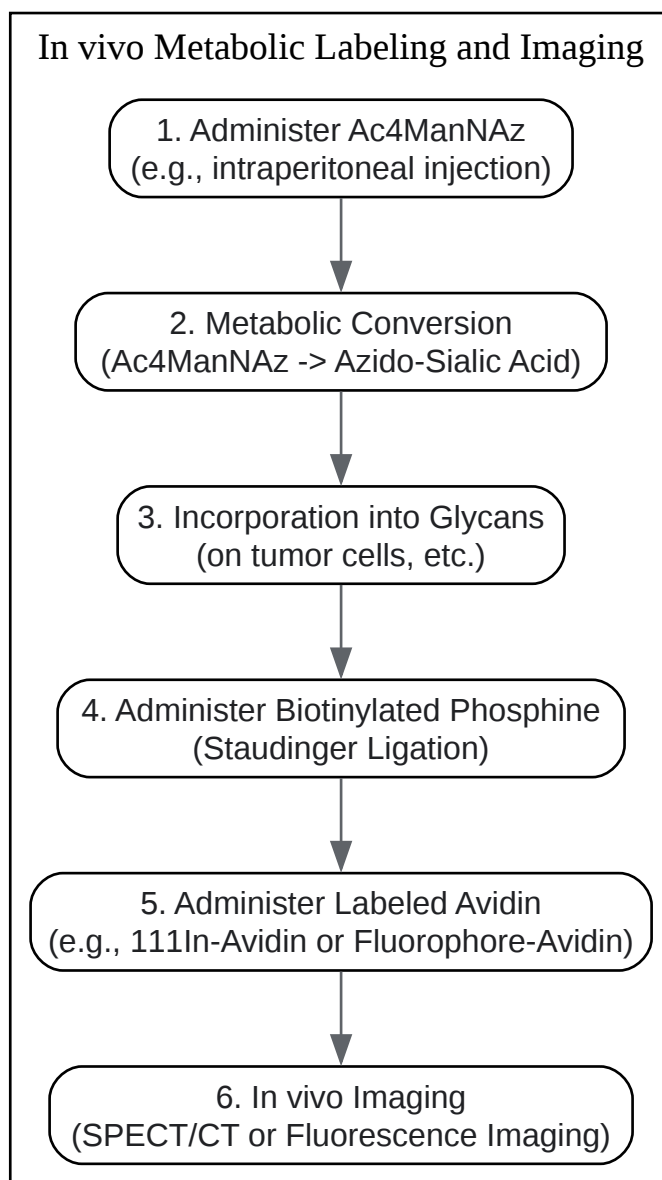 In vivo Metabolic Labeling and Imaging
1. Administer Ac4ManNAz
(e.g., intraperitoneal injection)
2. Metabolic Conversion
(Ac4ManNAz -> Azido-Sialic Acid)
3. Incorporation into Glycans
(on tumor cells, etc.)
4. Administer Biotinylated Phosphine
(Staudinger Ligation)
5. Administer Labeled Avidin
(e.g., 111In-Avidin or Fluorophore-Avidin)
6. In vivo Imaging
(SPECT/CT or Fluorescence Imaging)